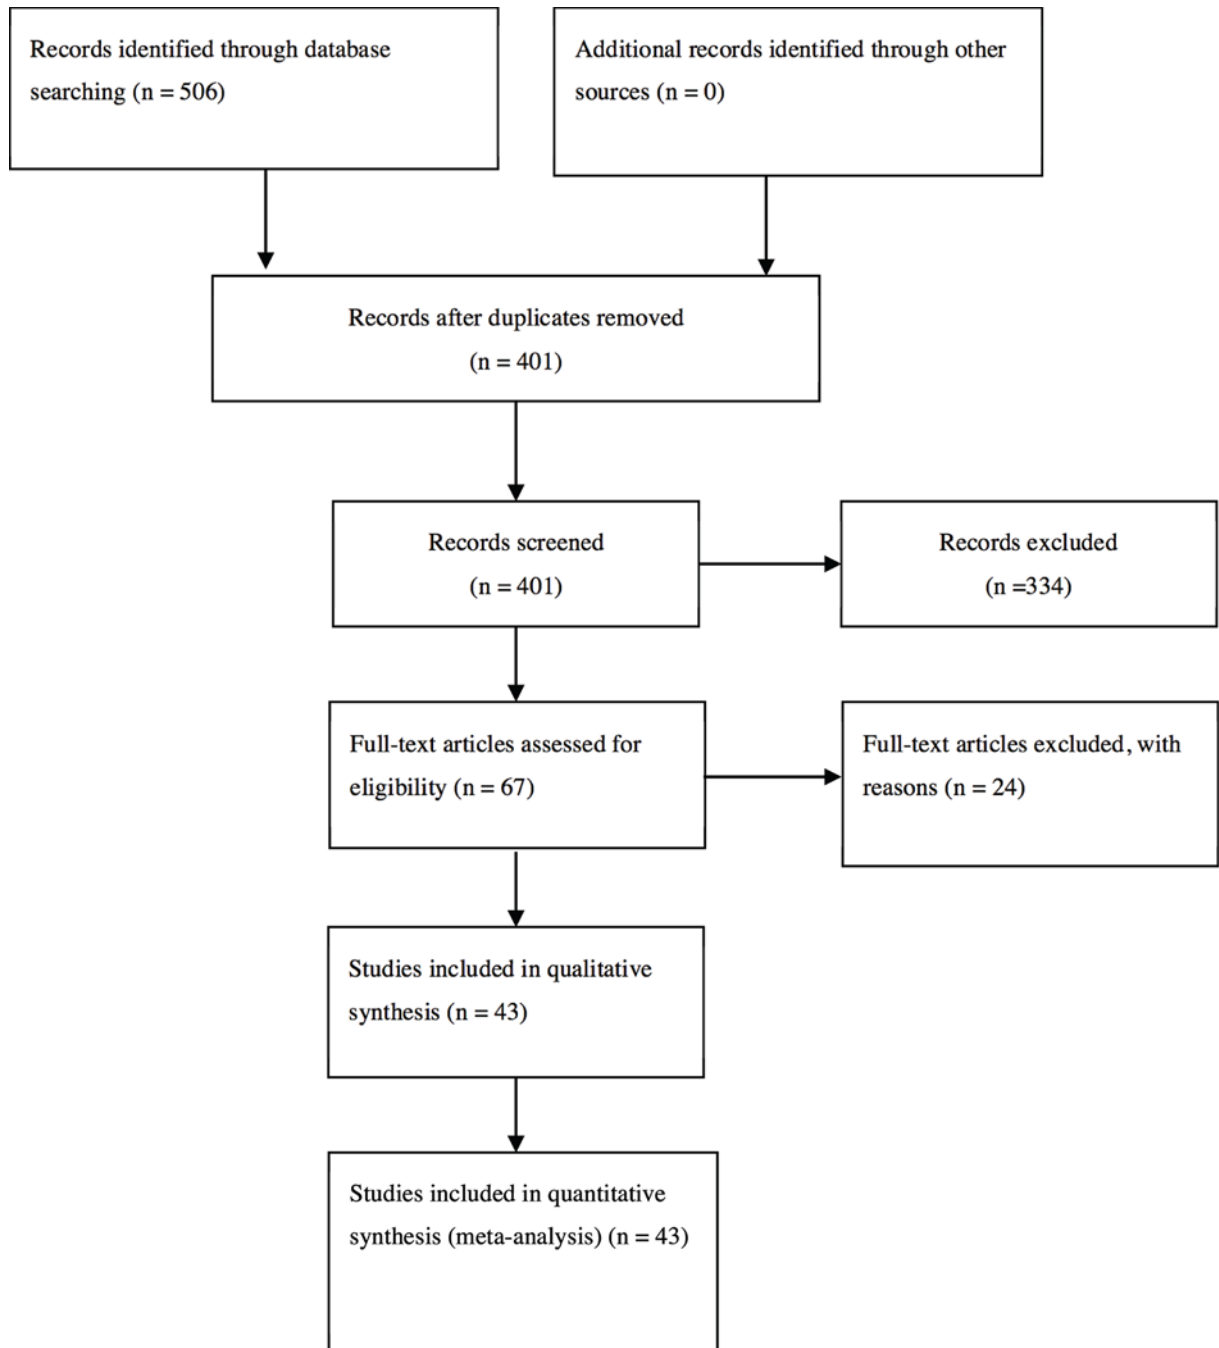 Records identified through database
searching (n = 506)
Additional records identified through other
sources (n = 0)
Records after duplicates removed
(n = 401)
Records screened
(n = 401)
Records excluded
(n =334)
Full-text articles assessed for
eligibility (n = 67)
Full-text articles excluded, with
reasons (n = 24)
Studies included in qualitative
synthesis (n = 43)
Studies included in quantitative
synthesis (meta-analysis) (n = 43)